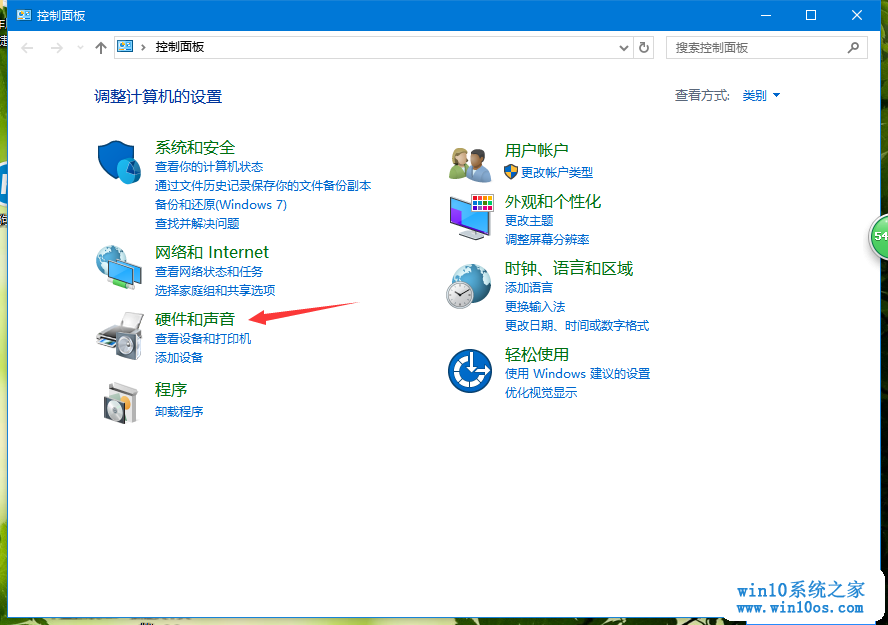 控制面板
控制面板
搜索控制面板
调整计算机的设置
查看方式: 类别
系统和安全
查看你的计算机状态
通过文件历史记录保存你的文件备份副本
备份和还原(Windows 7)
查找并解决问题
网络和 Internet
查看网络状态和任务
选择家庭组和共享选项
硬件和声音
查看设备和打印机
添加设备
程序
卸载程序
用户帐户
更改帐户类型
外观和个性化
更改主题
调整屏幕分辨率
时钟、语言和区域
添加语言
更换输入法
更改日期、时间或数字格式
轻松使用
使用 Windows 建议的设置
优化视觉显示
54
win10系统之家
www.win10os.com